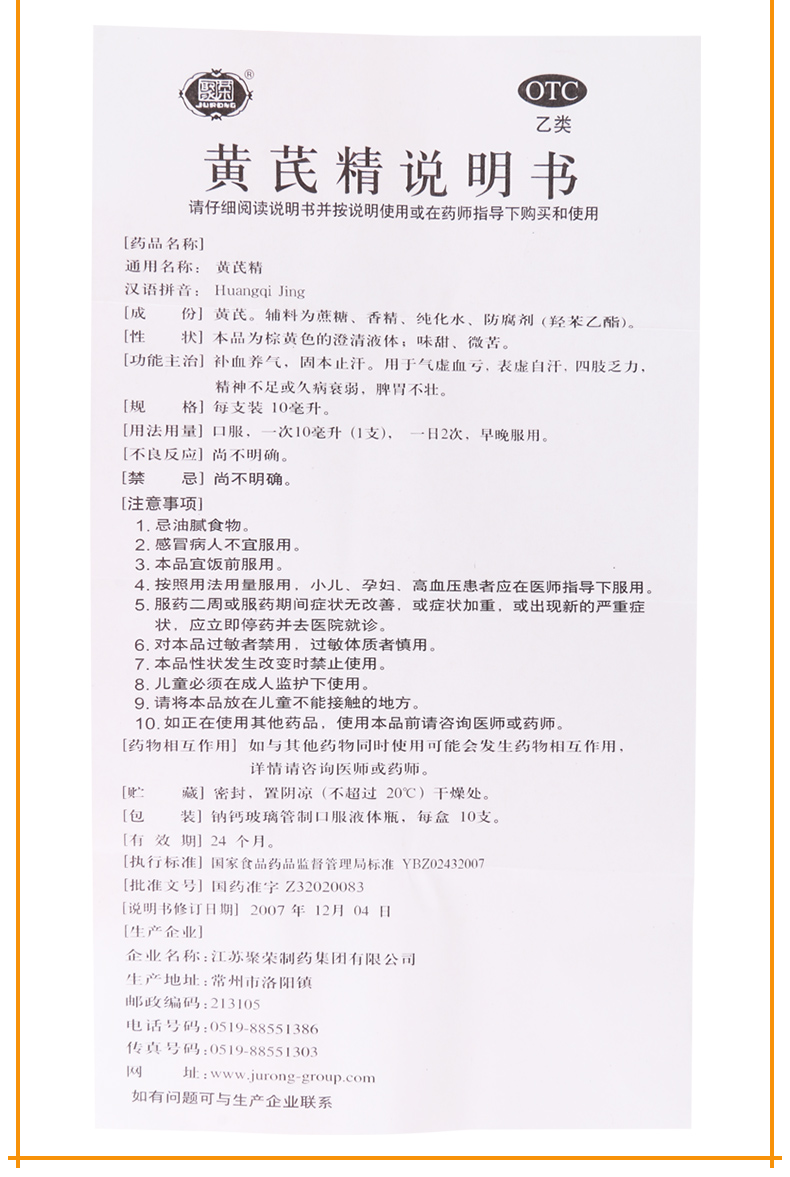 聚荣
JURONG
®
OTC
乙类
黄芪精说明书
请仔细阅读说明书并按说明使用或在药师指导下购买和使用
[药品名称]
通用名称：黄芪精
汉语拼音：Huangqi Jing
[成 份] 黄芪。辅料为蔗糖、香精、纯化水、防腐剂 (羟苯乙酯)。
[性 状] 本品为棕黄色的澄清液体；味甜、微苦。
[功能主治] 补血养气，固本止汗。用于气虚血亏，表虚自汗，四肢乏力，
精神不足或久病衰弱，脾胃不壮。
[规 格] 每支装 10毫升。
[用法用量] 口服，一次10毫升 (1支)， 一日2次，早晚服用。
[不良反应] 尚不明确。
[禁 忌] 尚不明确。
[注意事项]
1. 忌油腻食物。
2. 感冒病人不宜服用。
3. 本品宜饭前服用。
4. 按照用法用量服用，小儿、孕妇、高血压患者应在医师指导下服用。
5. 服药二周或服药期间症状无改善，或症状加重，或出现新的严重症
状，应立即停药并去医院就诊。
6. 对本品过敏者禁用，过敏体质者慎用。
7. 本品性状发生改变时禁止使用。
8. 儿童必须在成人监护下使用。
9. 请将本品放在儿童不能接触的地方。
10. 如正在使用其他药品，使用本品前请咨询医师或药师。
[药物相互作用] 如与其他药物同时使用可能会发生药物相互作用，
详情请咨询医师或药师。
[贮 藏] 密封，置阴凉 (不超过 20℃) 干燥处。
[包 装] 钠钙玻璃管制口服液体瓶，每盒 10支。
[有 效 期] 24 个月。
[执行标准] 国家食品药品监督管理局标准 YBZ02432007
[批准文号] 国药准字 Z32020083
[说明书修订日期] 2007 年 12月 04 日
[生产企业]
企业名称:江苏聚荣制药集团有限公司
生产地址:常州市洛阳镇
邮政编码:213105
电话号码:0519-88551386
传真号码:0519-88551303
网 址:www.jurong-group.com
如有问题可与生产企业联系